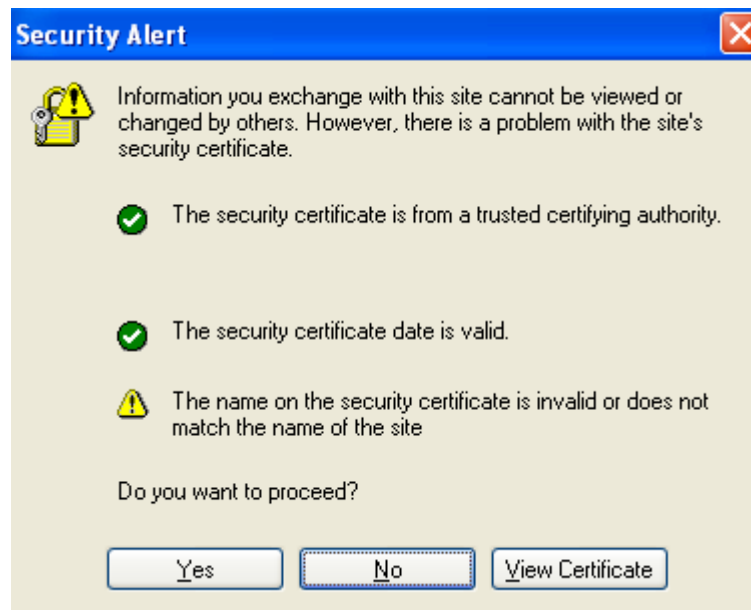 Security Alert
Information you exchange with this site cannot be viewed or
changed by others. However, there is a problem with the site's
security certificate.
The security certificate is from a trusted certifying authority.
The security certificate date is valid.
The name on the security certificate is invalid or does not
match the name of the site
Do you want to proceed?
Yes No View Certificate